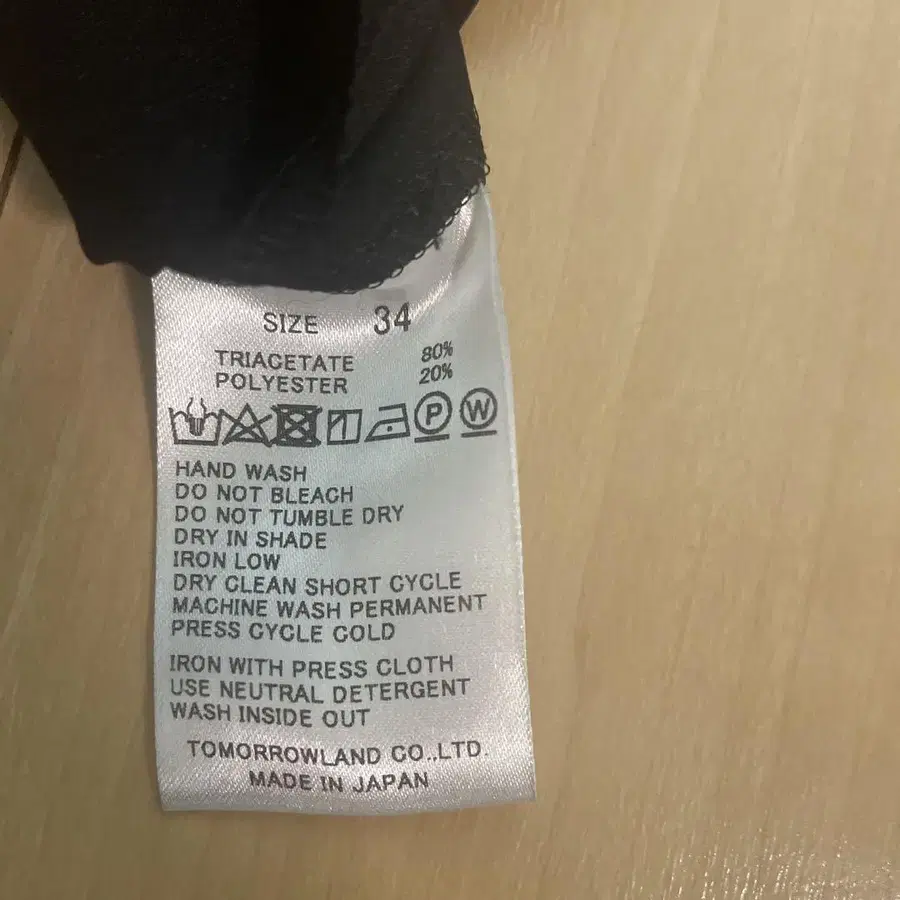 SIZE 34
TRIACETATE 80%
POLYESTER 20%
P W
HAND WASH
DO NOT BLEACH
DO NOT TUMBLE DRY
DRY IN SHADE
IRON LOW
DRY CLEAN SHORT CYCLE
MACHINE WASH PERMANENT
PRESS CYCLE COLD
IRON WITH PRESS CLOTH
USE NEUTRAL DETERGENT
WASH INSIDE OUT
TOMORROWLAND CO.,LTD
MADE IN JAPAN